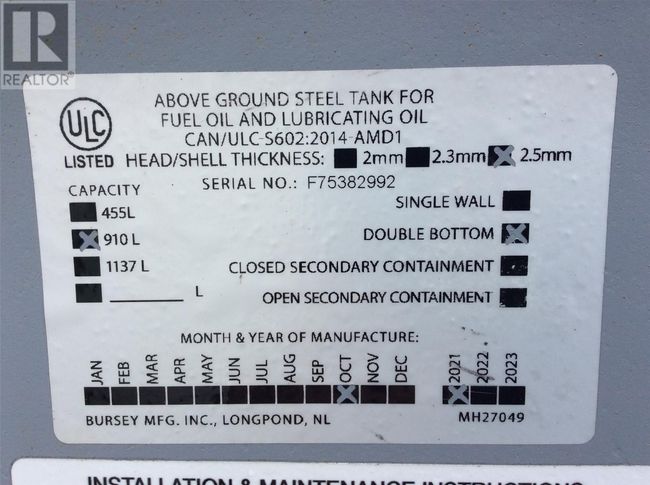 REALTOR®
ULC
LISTED
ABOVE GROUND STEEL TANK FOR
FUEL OIL AND LUBRICATING OIL
CAN/ULC-S602:2014-AMD1
HEAD/SHELL THICKNESS: 2mm 2.3mm 2.5mm
SERIAL NO.: F75382992
CAPACITY
455L
910 L
1137 L
______ L
SINGLE WALL
DOUBLE BOTTOM
CLOSED SECONDARY CONTAINMENT
OPEN SECONDARY CONTAINMENT
MONTH & YEAR OF MANUFACTURE:
JAN FEB MAR APR MAY JUN JUL AUG SEP OCT NOV DEC 2021 2022 2023
BURSEY MFG. INC., LONGPOND, NL MH27049
INSTALLATION & MAINTENANCE INSTRUCTIONS